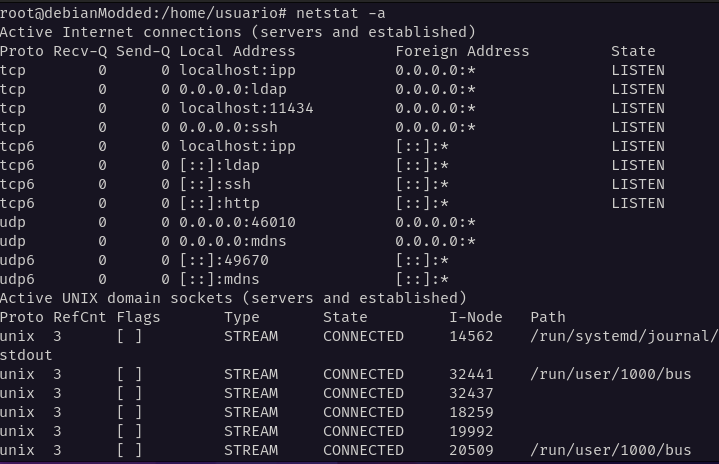 root@debianModded:/home/usuario# netstat -a
Active Internet connections (servers and established)
Proto Recv-Q Send-Q Local Address           Foreign Address         State
tcp        0      0 localhost:ipp           0.0.0.0:*               LISTEN
tcp        0      0 0.0.0.0:ldap            0.0.0.0:*               LISTEN
tcp        0      0 localhost:11434         0.0.0.0:*               LISTEN
tcp        0      0 0.0.0.0:ssh             0.0.0.0:*               LISTEN
tcp6       0      0 localhost:ipp           [::]:*                  LISTEN
tcp6       0      0 [::]:ldap               [::]:*                  LISTEN
tcp6       0      0 [::]:ssh                [::]:*                  LISTEN
tcp6       0      0 [::]:http               [::]:*                  LISTEN
udp        0      0 0.0.0.0:46010           0.0.0.0:*
udp        0      0 0.0.0.0:mdns            0.0.0.0:*
udp6       0      0 [::]:49670              [::]:*
udp6       0      0 [::]:mdns               [::]:*
Active UNIX domain sockets (servers and established)
Proto RefCnt Flags       Type       State         I-Node   Path
unix  3      [ ]         STREAM     CONNECTED     14562    /run/systemd/journal/
stdout
unix  3      [ ]         STREAM     CONNECTED     32441    /run/user/1000/bus
unix  3      [ ]         STREAM     CONNECTED     32437
unix  3      [ ]         STREAM     CONNECTED     18259
unix  3      [ ]         STREAM     CONNECTED     19992
unix  3      [ ]         STREAM     CONNECTED     20509    /run/user/1000/bus